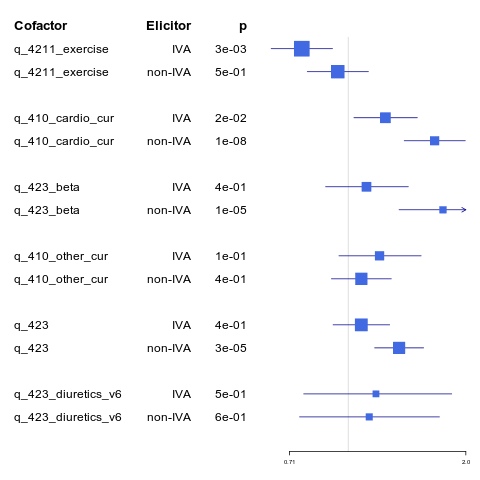 Cofactor Elicitor p
q_4211_exercise IVA 3e-03
q_4211_exercise non-IVA 5e-01
q_410_cardio_cur IVA 2e-02
q_410_cardio_cur non-IVA 1e-08
q_423_beta IVA 4e-01
q_423_beta non-IVA 1e-05
q_410_other_cur IVA 1e-01
q_410_other_cur non-IVA 4e-01
q_423 IVA 4e-01
q_423 non-IVA 3e-05
q_423_diuretics_v6 IVA 5e-01
q_423_diuretics_v6 non-IVA 6e-01
0.71 2.0